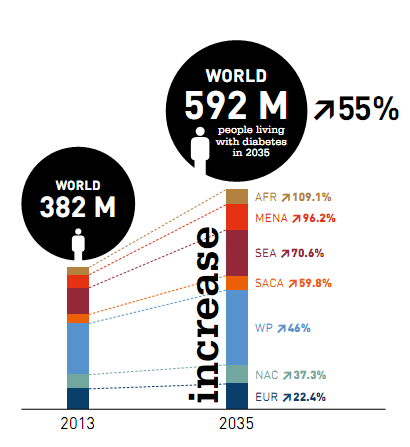 WORLD
592 M
people living
with diabetes
in 2035
↗55%
WORLD
382 M
increase
AFR ↗109.1%
MENA ↗96.2%
SEA ↗70.6%
SACA ↗59.8%
WP ↗46%
NAC ↗37.3%
EUR ↗22.4%
2013
2035